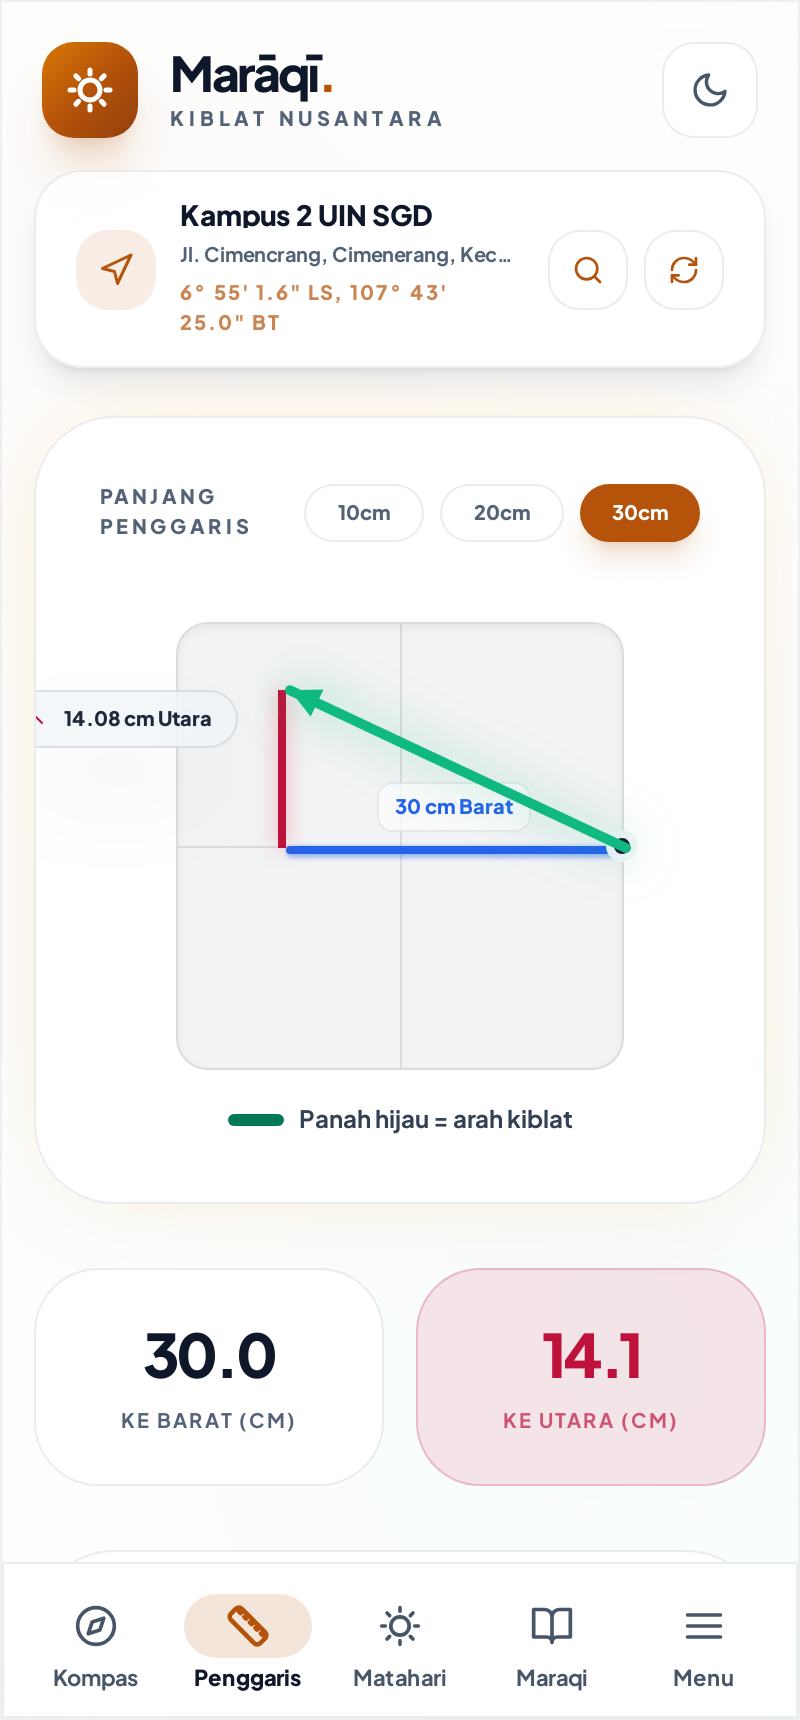 Marāqī.
KIBLAT NUSANTARA
Kampus 2 UIN SGD
Jl. Cimencrang, Cimenerang, Kec...
6° 55' 1.6" LS, 107° 43'
25.0" BT
PANJANG
PENGGARIS
10cm
20cm
30cm
14.08 cm Utara
30 cm Barat
Panah hijau = arah kiblat
30.0
KE BARAT (CM)
14.1
KE UTARA (CM)
Kompas
Penggaris
Matahari
Maraqi
Menu